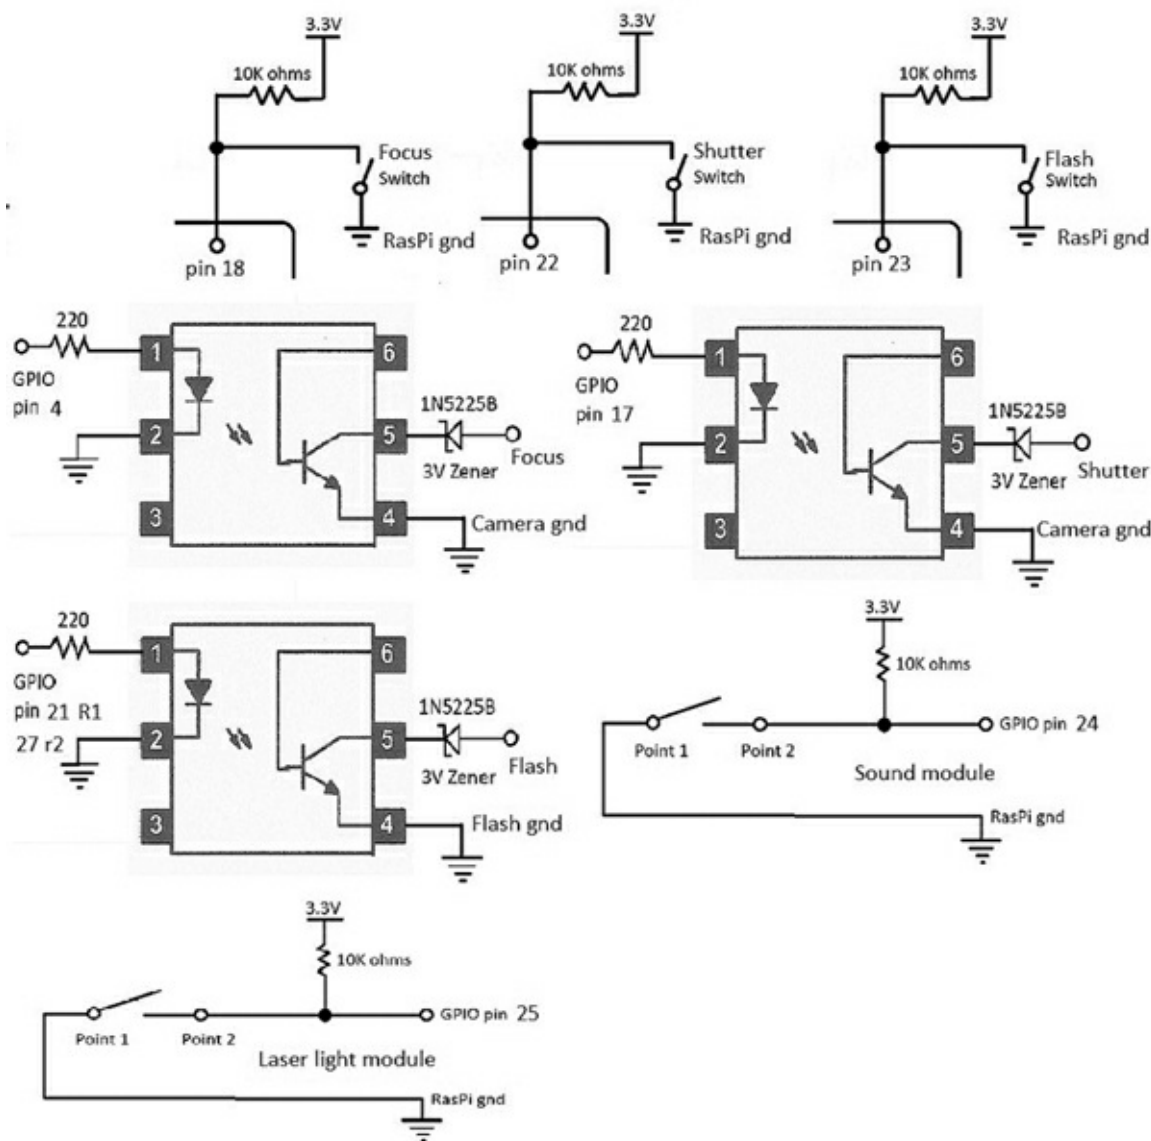 3.3V
10K ohms
Focus
Switch
RasPi gnd
pin 18
3.3V
10K ohms
Shutter
Switch
RasPi gnd
pin 22
3.3V
10K ohms
Flash
Switch
RasPi gnd
pin 23
220
GPIO
pin 4
1
2
3
6
5
4
1N5225B
3V Zener
Focus
Camera gnd
220
GPIO
pin 17
1
2
3
6
5
4
1N5225B
3V Zener
Shutter
Camera gnd
220
GPIO
pin 21 R1
27 r2
1
2
3
6
5
4
1N5225B
3V Zener
Flash
Flash gnd
3.3V
10K ohms
Point 1
Point 2
GPIO pin 24
Sound module
RasPi gnd
3.3V
10K ohms
Point 1
Point 2
GPIO pin 25
Laser light module
RasPi gnd